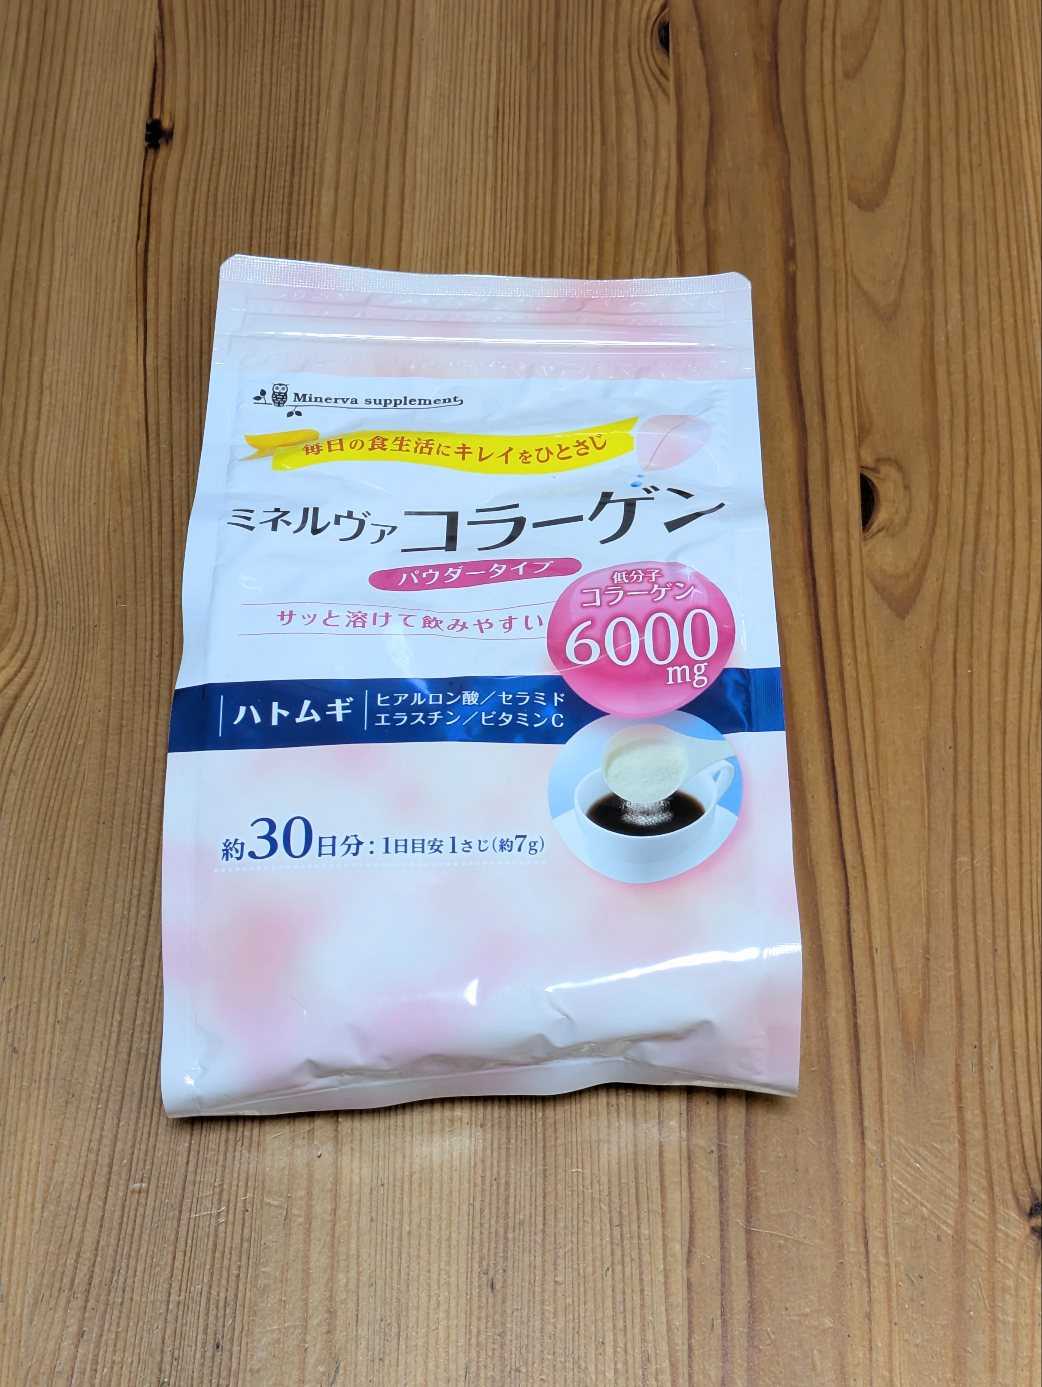 Minerva supplement
毎日の食生活にキレイをひとさじ
ミネルヴァコラーゲン
パウダータイプ
サッと溶けて飲みやすい
低分子
コラーゲン
6000
mg
ハトムギ
ヒアルロン酸／セラミド
エラスチン／ビタミンC
約30日分：1日目安1さじ（約7g）